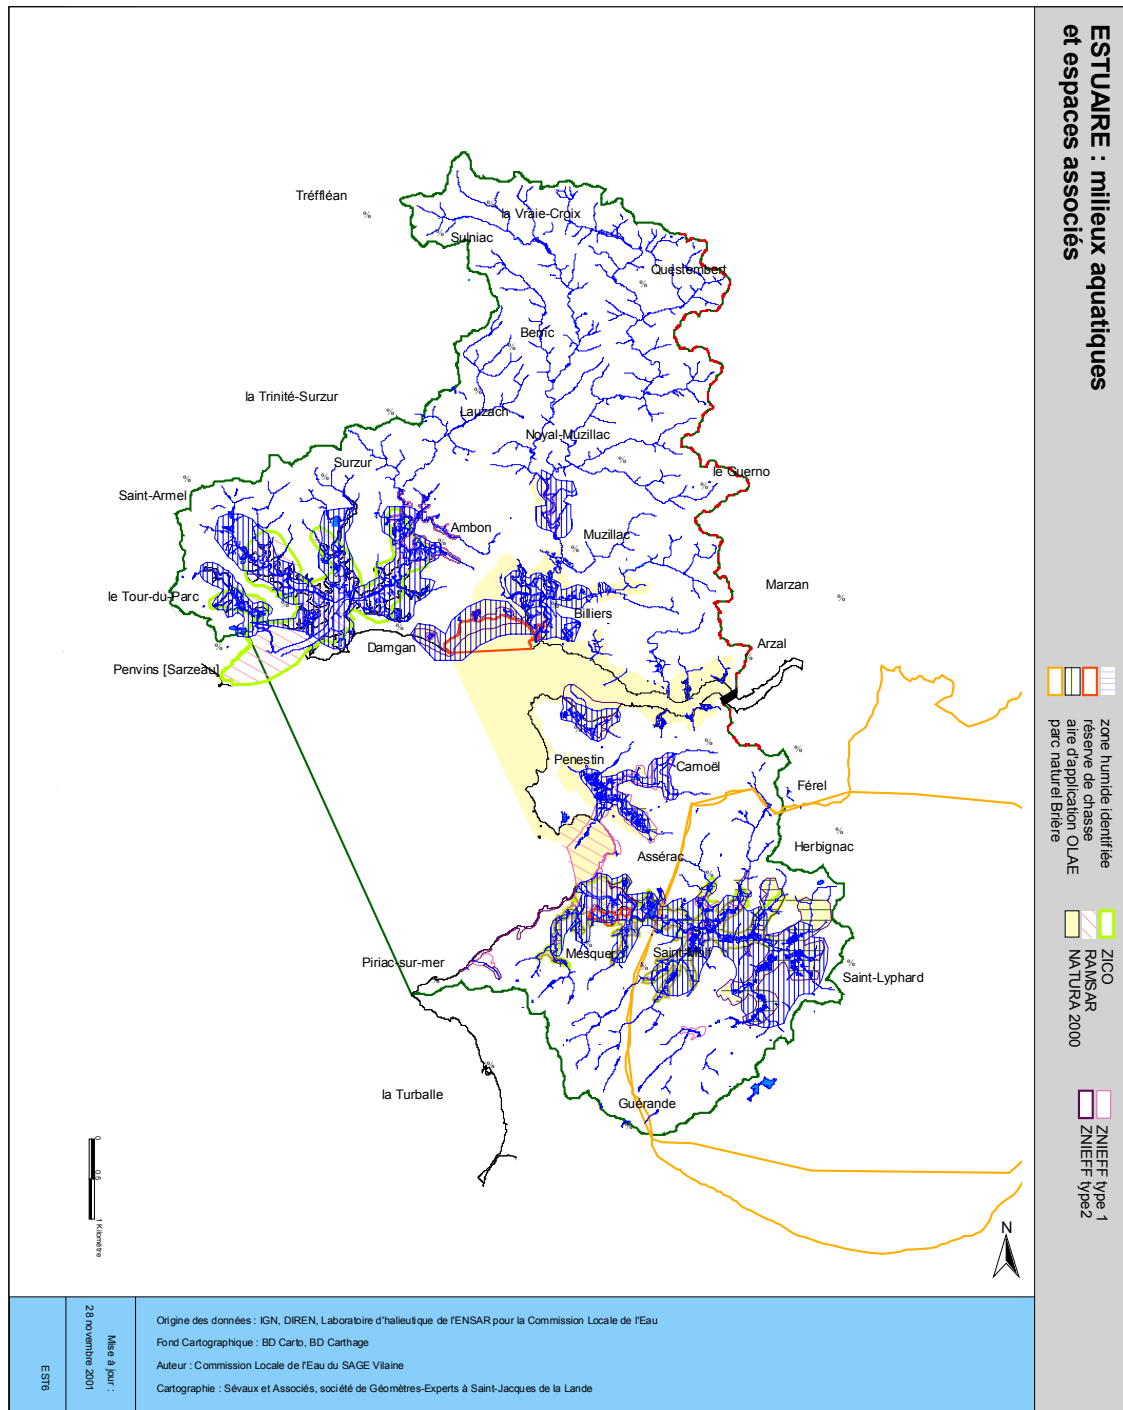 ESTUAIRE : milieux aquatiques
et espaces associés
zone humide identifiée
réserve de chasse
aire d'application OLAE
parc naturel Brière
ZICO
RAMSAR
NATURA 2000
ZNIEFF type 1
ZNIEFF type2
Tréffléan
la Vraie-Croix
Sulniac
Questembert
Berric
la Trinité-Surzur
Lauzach
Noyal-Muzillac
Surzur
le Guerno
Saint-Armel
Ambon
Muzillac
Marzan
le Tour-du-Parc
Billiers
Damgan
Arzal
Penvins [Sarzeau]
Penestin
Camoël
Férel
Herbignac
Assérac
Mesquer
Saint-Molf
Piriac-sur-mer
Saint-Lyphard
la Turballe
Guérande
0
0.5
1 Kilomètre
N
Origine des données : IGN, DIREN, Laboratoire d'halieutique de l'ENSAR pour la Commission Locale de l'Eau
Fond Cartographique : BD Carto, BD Carthage
Auteur : Commission Locale de l'Eau du SAGE Vilaine
Cartographie : Sévaux et Associés, société de Géomètres-Experts à Saint-Jacques de la Lande
Mise à jour :
28 novembre 2001
EST6